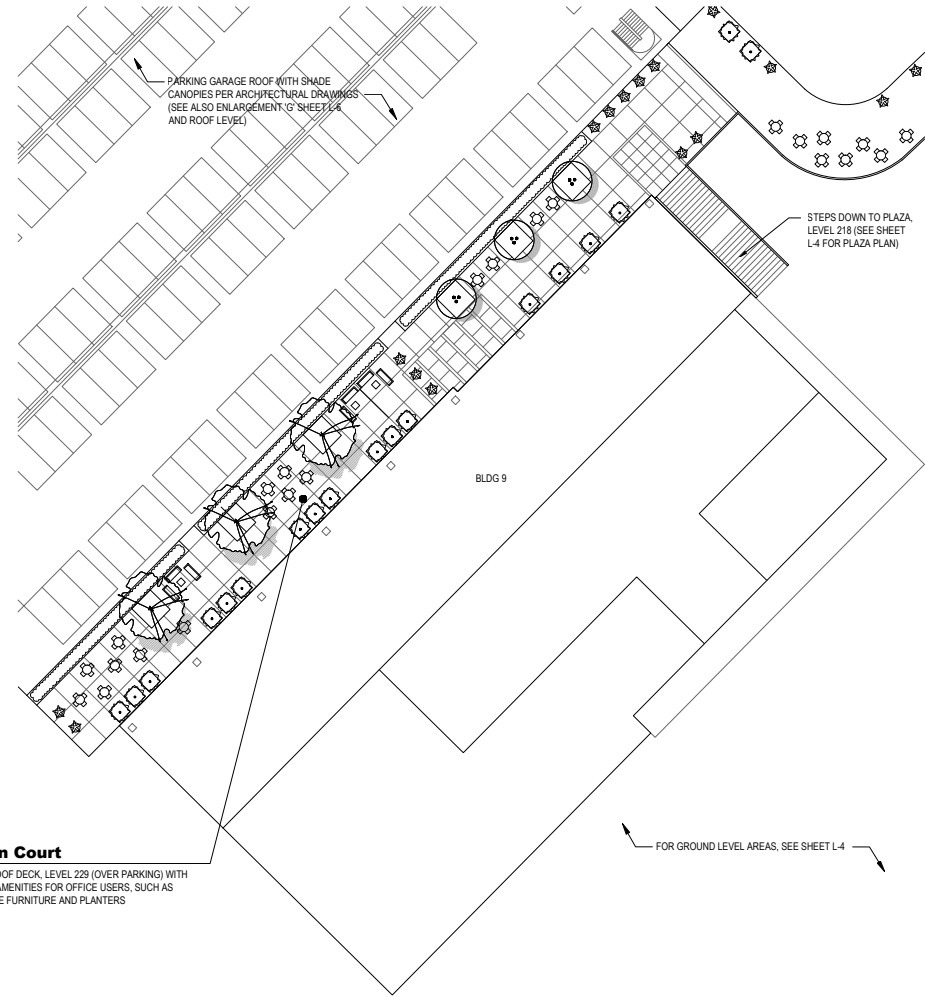 PARKING GARAGE ROOF WITH SHADE
CANOPIES PER ARCHITECTURAL DRAWINGS
(SEE ALSO ENLARGEMENT 'G' SHEET L-6
AND ROOF LEVEL)
STEPS DOWN TO PLAZA,
LEVEL 218 (SEE SHEET
L-4 FOR PLAZA PLAN)
BLDG 9
FOR GROUND LEVEL AREAS, SEE SHEET L-4
Court
DECK, LEVEL 229 (OVER PARKING) WITH
AMENITIES FOR OFFICE USERS, SUCH AS
FURNITURE AND PLANTERS